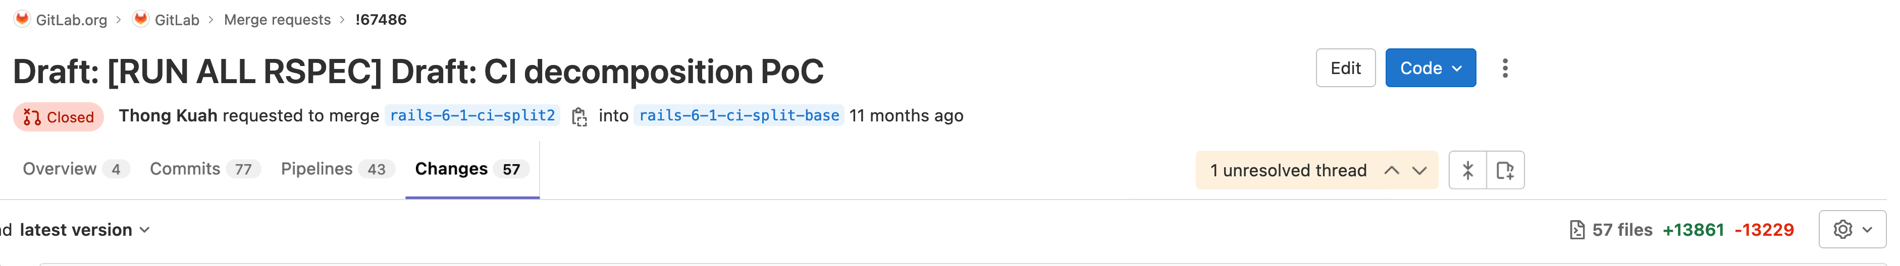 GitLab.org > GitLab > Merge requests > !67486
Draft: [RUN ALL RSPEC] Draft: CI decomposition PoC
Edit
Code
Closed Thong Kuah requested to merge rails-6-1-ci-split2 into rails-6-1-ci-split-base 11 months ago
Overview 4 Commits 77 Pipelines 43 Changes 57
1 unresolved thread
d latest version
57 files +13861 -13229